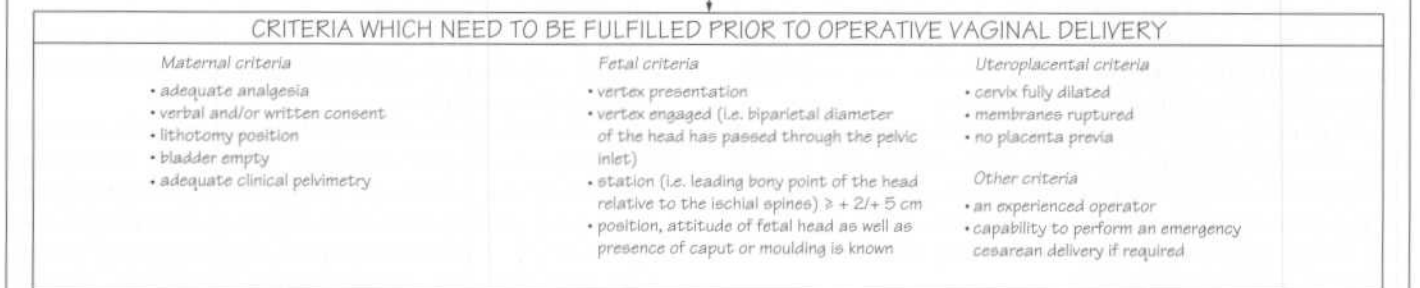 CRITERIA WHICH NEED TO BE FULFILLED PRIOR TO OPERATIVE VAGINAL DELIVERY
Maternal criteria
• adequate analgesia
• verbal and/or written consent
• lithotomy position
• bladder empty
• adequate clinical pelvimetry
Fetal criteria
• vertex presentation
• vertex engaged (i.e. biparietal diameter
of the head has passed through the pelvic
inlet)
• station (i.e. leading bony point of the head
relative to the ischial spines) ≥ + 2/+ 5 cm
• position, attitude of fetal head as well as
presence of caput or moulding is known
Uteroplacental criteria
• cervix fully dilated
• membranes ruptured
• no placenta previa
Other criteria
• an experienced operator
• capability to perform an emergency
cesarean delivery if required